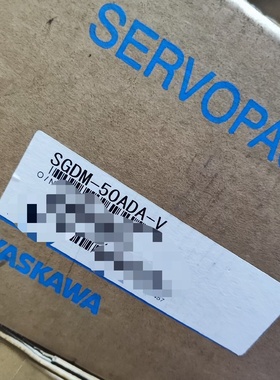 SERVOPA
SGDM-50ADA-V
O/N
YASKAWA